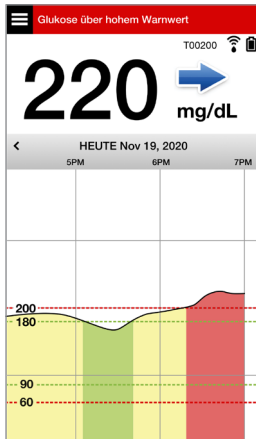 Glukose über hohem Warnwert
T00200
220
mg/dL
HEUTE Nov 19, 2020
5PM
6PM
7PM
200
180
90
60